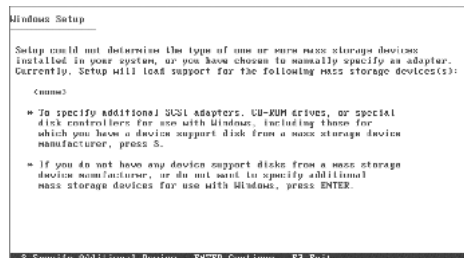 Windows Setup
Setup could not determine the type of one or more mass storage devices
installed in your system, or you have chosen to manually specify an adapter.
Currently, Setup will load support for the following mass storage devices(s):
<none>
* To specify additional SCSI adapters, CD-ROM drives, or special
disk controllers for use with Windows, including those for
which you have a device support disk from a mass storage device
manufacturer, press S.
* If you do not have any device support disks from a mass storage
device manufacturer, or do not want to specify additional
mass storage devices for use with Windows, press ENTER.
S=Specify Additional Device ENTER=Continue F3=Exit